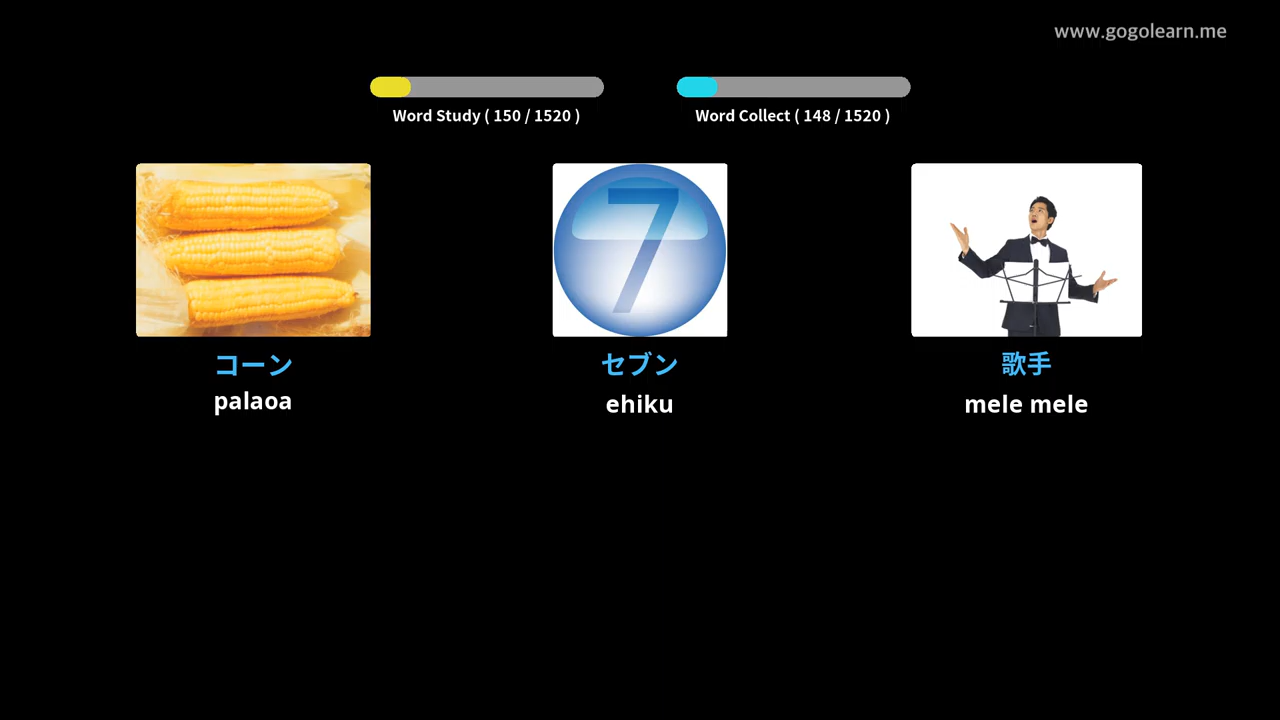 www.gogolearn.me
Word Study ( 150 / 1520 )
Word Collect ( 148 / 1520 )
7
コーン
palaoa
セブン
ehiku
歌手
mele mele